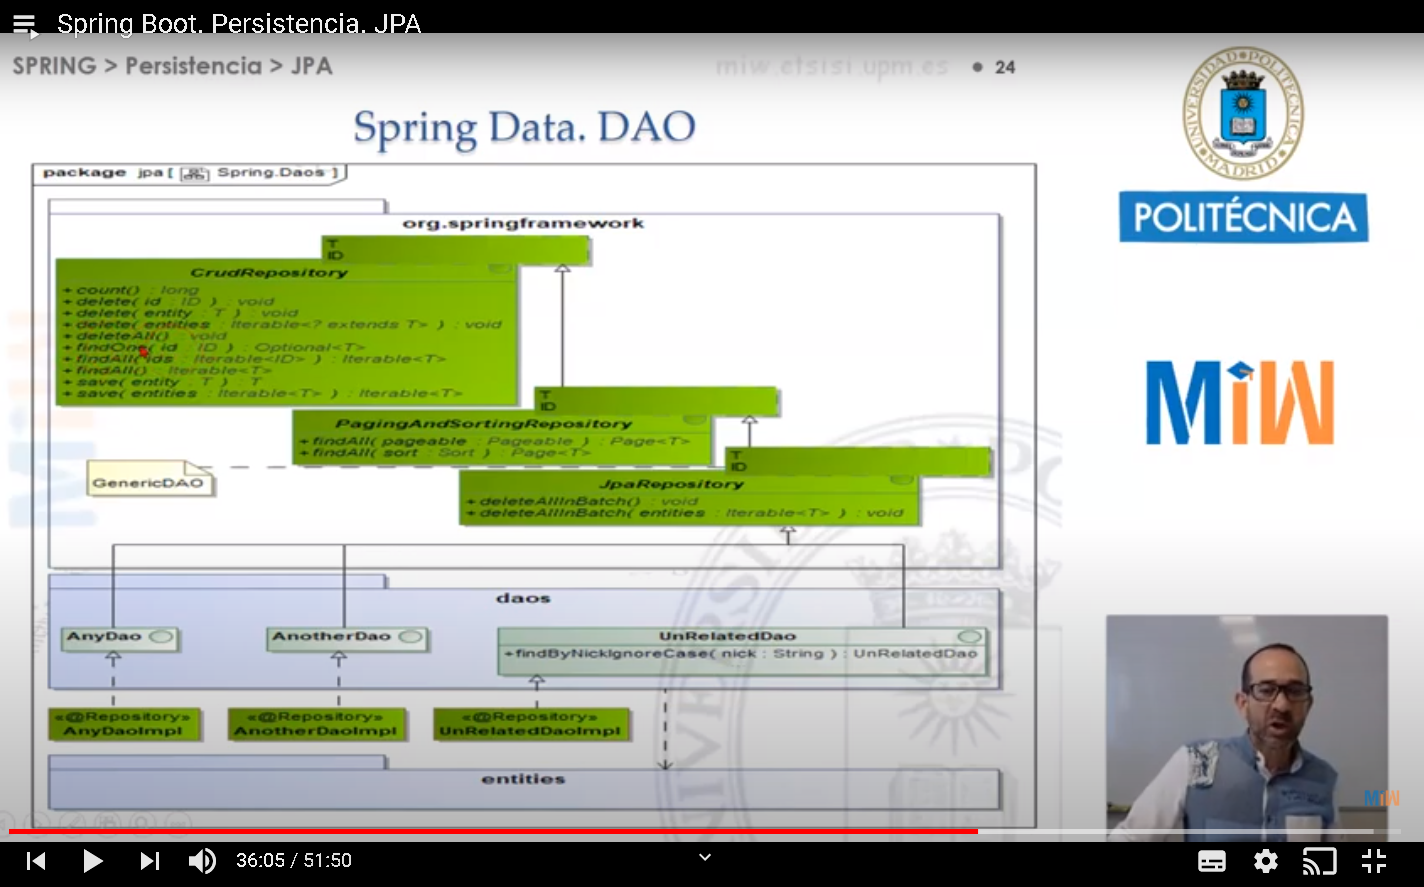 Spring Boot. Persistencia. JPA
SPRING > Persistencia > JPA
miw.etsisi.upm.es • 24
Spring Data. DAO
package jpa [ Spring.Daos ]
org.springframework
T
ID
CrudRepository
+ count() : long
+ delete( id : ID ) : void
+ delete( entity : T ) : void
+ delete( entities : Iterable<? extends T> ) : void
+ deleteAll() : void
+ findOne( id : ID ) : Optional<T>
+ findAll( ids : Iterable<ID> ) : Iterable<T>
+ findAll() : Iterable<T>
+ save( entity : T ) : T
+ save( entities : Iterable<T> ) : Iterable<T>
T
ID
PagingAndSortingRepository
+ findAll( pageable : Pageable ) : Page<T>
+ findAll( sort : Sort ) : Page<T>
T
ID
GenericDAO
JpaRepository
+ deleteAllInBatch() : void
+ deleteAllInBatch( entities : Iterable<T> ) : void
daos
AnyDao
AnotherDao
UnRelatedDao
+findByNickIgnoreCase( nick : String ) : UnRelatedDao
«@Repository»
AnyDaoImpl
«@Repository»
AnotherDaoImpl
«@Repository»
UnRelatedDaoImpl
entities
UNIVERSIDAD POLITÉCNICA
MADRID
POLITÉCNICA
MiW
MiW
36:05 / 51:50